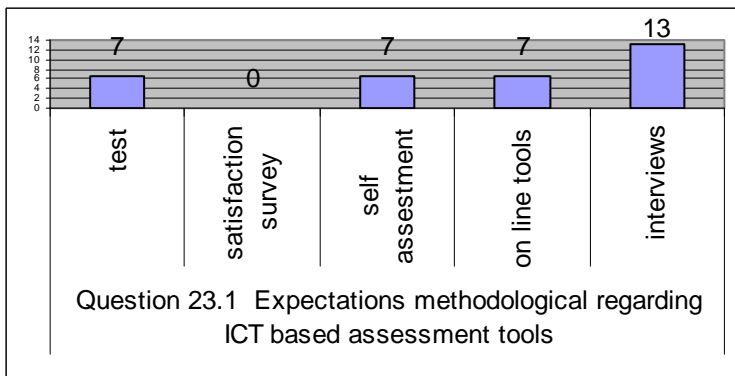 14
12
10
8
6
4
2
0
7
0
7
7
13
test
satisfaction
survey
self
assestment
on line tools
interviews
Question 23.1 Expectations methodological regarding
ICT based assessment tools